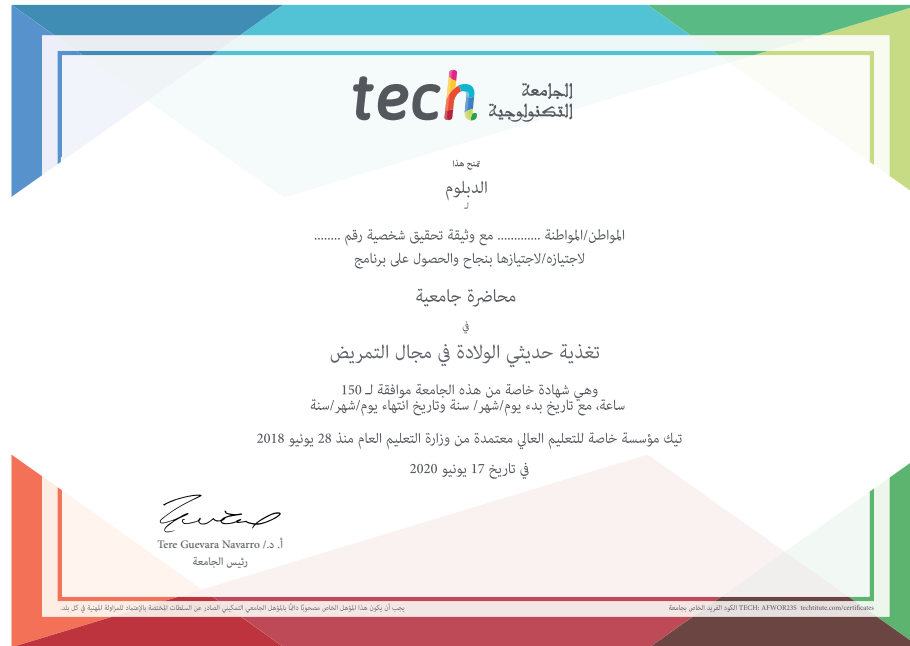 tech الجامعة
التكنولوجية
تمنح هذا
الدبلوم
لـ
المواطن/المواطنة ............. مع وثيقة تحقيق شخصية رقم ........
لاجتيازه/لاجتيازها بنجاح والحصول على برنامج
محاضرة جامعية
في
تغذية حديثي الولادة في مجال التمريض
وهي شهادة خاصة من هذه الجامعة موافقة لـ 150
ساعة، مع تاريخ بدء يوم/شهر/ سنة وتاريخ انتهاء يوم/شهر/سنة
تيك مؤسسة خاصة للتعليم العالي معتمدة من وزارة التعليم العام منذ 28 يونيو 2018
في تاريخ 17 يونيو 2020
أ. د./ Tere Guevara Navarro
رئيس الجامعة
يجب أن يكون هذا المؤهل الخاص مصحوبًا دائمًا بالمؤهل الجامعي التمكيني الصادر عن السلطات المختصة بالإعتماد للمزاولة المهنية في كل بلد.
الكود الفريد الخاص بجامعة TECH: AFWOR235 techtitute.com/certificates